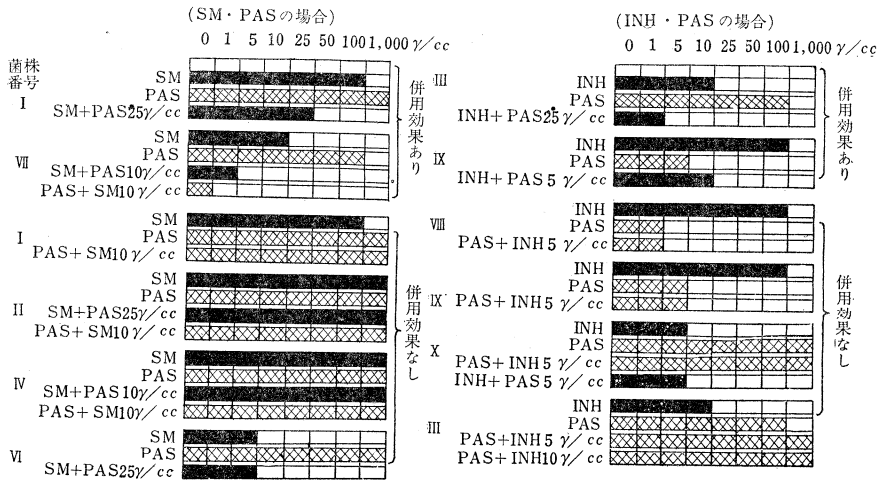 (SM・PASの場合)
0 1 5 10 25 50 100 1,000 γ/cc
菌株
番号
I
SM
PAS
SM+PAS25γ/cc
VII
SM
PAS
SM+PAS10γ/cc
PAS+SM10γ/cc
併用効果あり
I
SM
PAS
PAS+SM10γ/cc
II
SM
PAS
SM+PAS25γ/cc
PAS+SM10γ/cc
IV
SM
PAS
SM+PAS10γ/cc
PAS+SM10γ/cc
VI
SM
PAS
SM+PAS25γ/cc
併用効果なし
(INH・PASの場合)
0 1 5 10 25 50 100 1,000 γ/cc
III
INH
PAS
INH+PAS25γ/cc
IX
INH
PAS
INH+PAS5γ/cc
併用効果あり
VIII
INH
PAS
PAS+INH5γ/cc
IX
INH
PAS
PAS+INH5γ/cc
X
INH
PAS
PAS+INH5γ/cc
INH+PAS5γ/cc
III
INH
PAS
PAS+INH5γ/cc
PAS+INH10γ/cc
併用効果なし